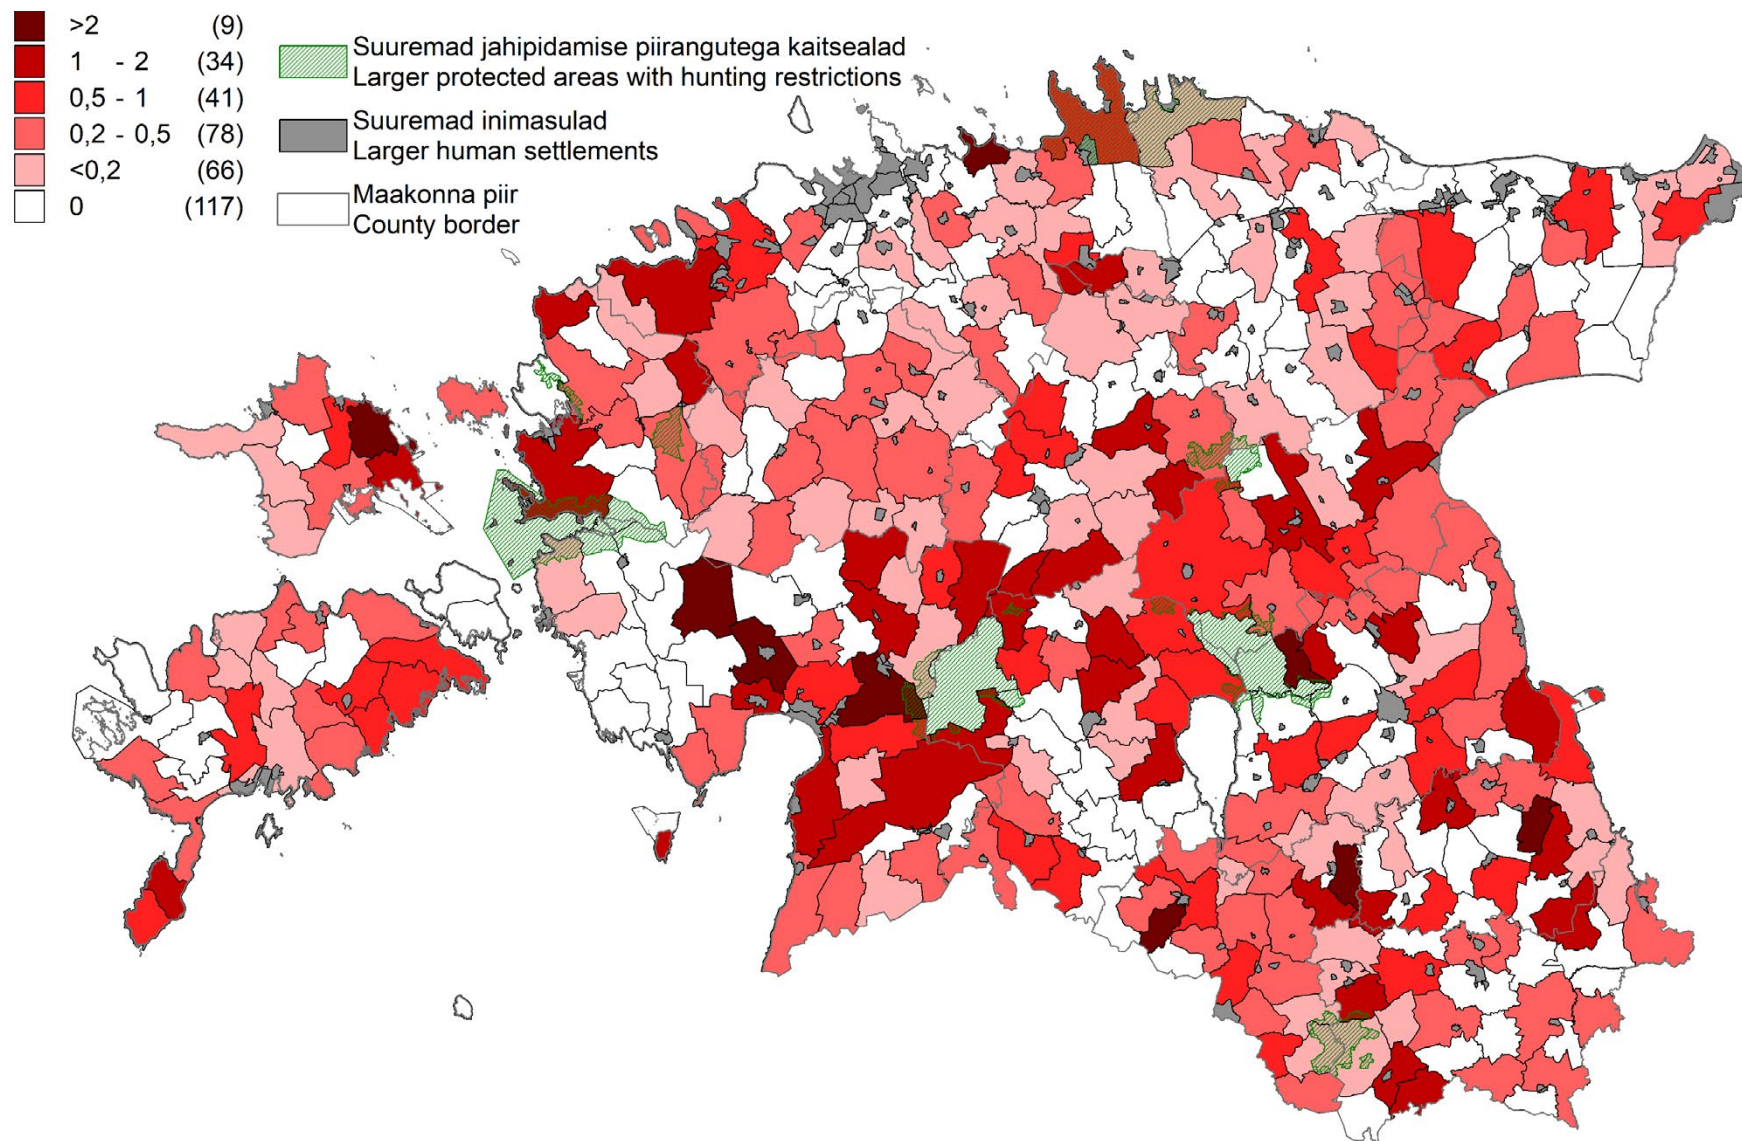 >2 (9)
1 - 2 (34)
0,5 - 1 (41)
0,2 - 0,5 (78)
<0,2 (66)
0 (117)
Suuremad jahipidamise piirangutega kaitsealad
Larger protected areas with hunting restrictions
Suuremad inimasulad
Larger human settlements
Maakonna piir
County border